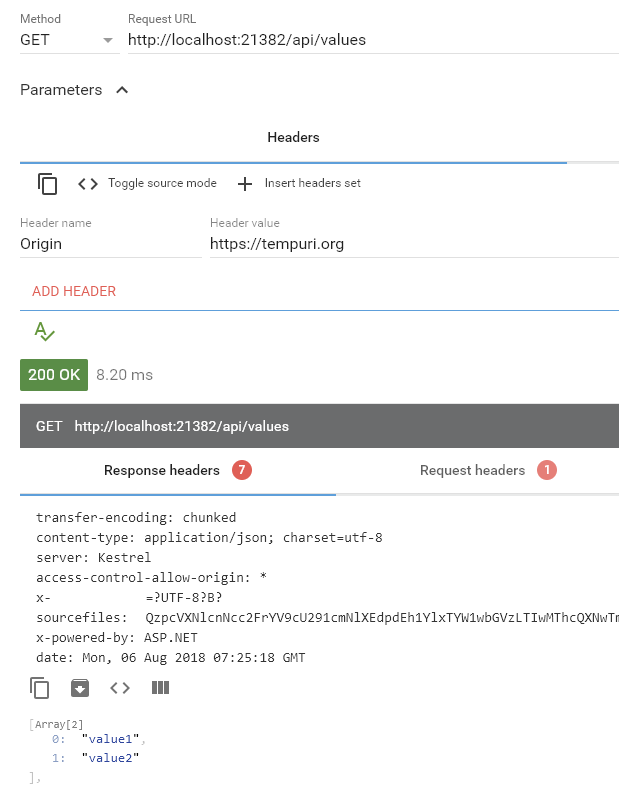 Method Request URL
GET http://localhost:21382/api/values
Parameters
Headers
Toggle source mode Insert headers set
Header name Header value
Origin https://tempuri.org
ADD HEADER
A
200 OK 8.20 ms
GET http://localhost:21382/api/values
Response headers 7 Request headers 1
transfer-encoding: chunked
content-type: application/json; charset=utf-8
server: Kestrel
access-control-allow-origin: *
x- =?UTF-8?B?
sourcefiles: QzpcVXNlcnNcc2FrYV9cU291cmNlXEdpdEh1YlxTYW1wbGVzLTIwMThcQXNwTm
x-powered-by: ASP.NET
date: Mon, 06 Aug 2018 07:25:18 GMT
[Array[2]
0: "value1",
1: "value2"
],